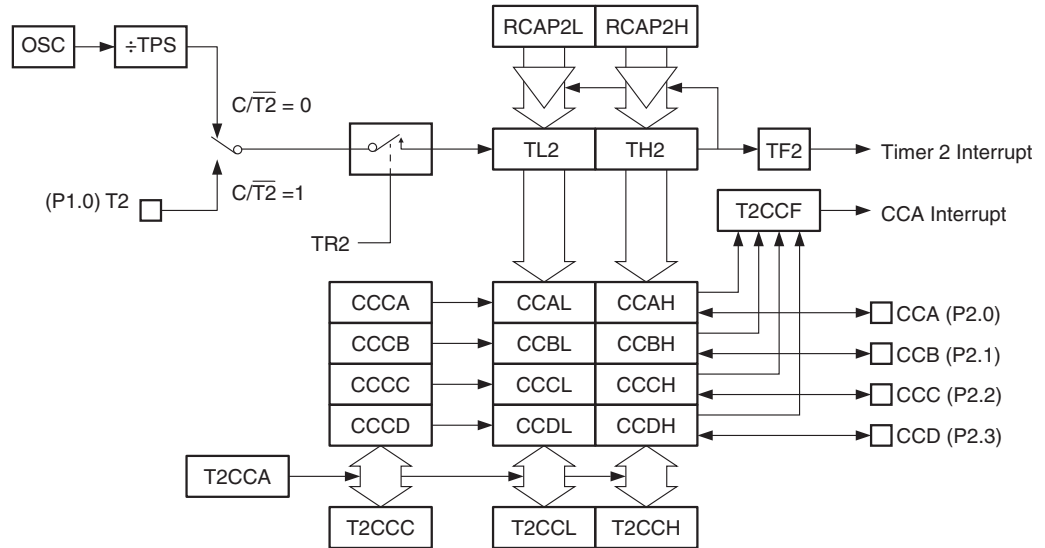 RCAP2L RCAP2H
OSC ÷TPS
C/T̅2̅ = 0
TL2 TH2 TF2 Timer 2 Interrupt
C/T̅2̅ =1
(P1.0) T2
T2CCF CCA Interrupt
TR2
CCCA CCAL CCAH CCA (P2.0)
CCCB CCBL CCBH CCB (P2.1)
CCCC CCCL CCCH CCC (P2.2)
CCCD CCDL CCDH CCD (P2.3)
T2CCA
T2CCC T2CCL T2CCH